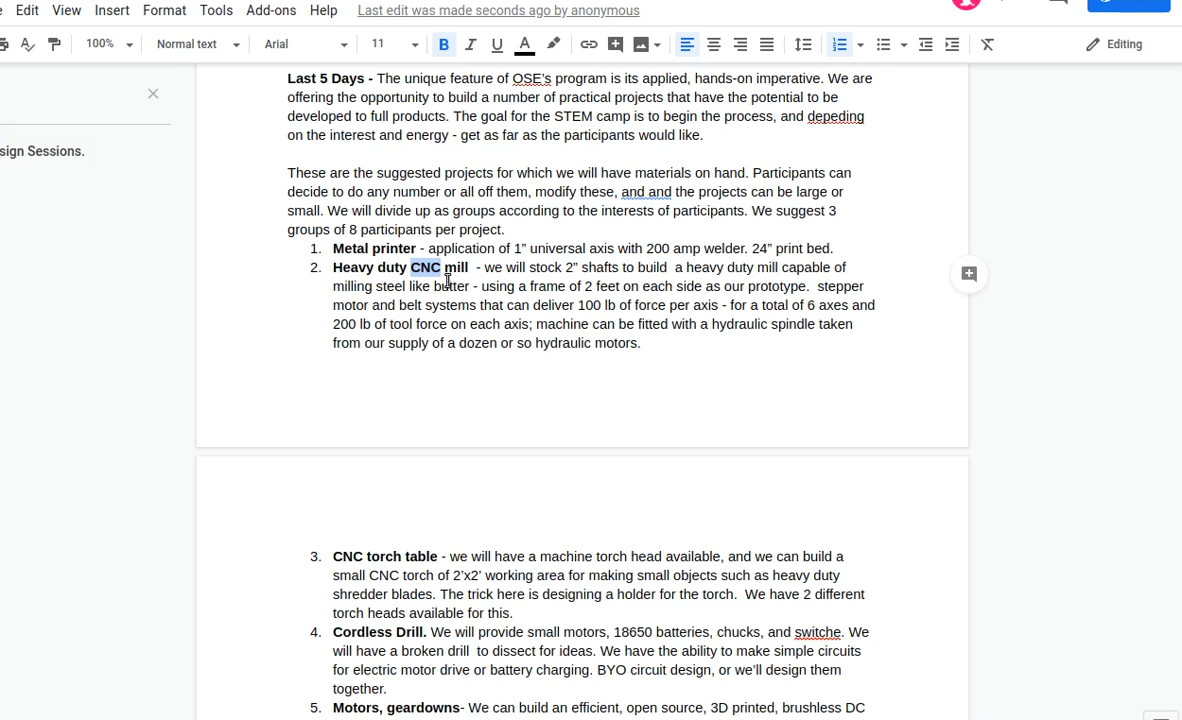 Edit View Insert Format Tools Add-ons Help Last edit was made seconds ago by anonymous
100% Normal text Arial 11 B I U A Editing
Last 5 Days - The unique feature of OSE's program is its applied, hands-on imperative. We are
offering the opportunity to build a number of practical projects that have the potential to be
developed to full products. The goal for the STEM camp is to begin the process, and depeding
on the interest and energy - get as far as the participants would like.
sign Sessions.
These are the suggested projects for which we will have materials on hand. Participants can
decide to do any number or all off them, modify these, and and the projects can be large or
small. We will divide up as groups according to the interests of participants. We suggest 3
groups of 8 participants per project.
1. Metal printer - application of 1” universal axis with 200 amp welder. 24” print bed.
2. Heavy duty CNC mill - we will stock 2” shafts to build a heavy duty mill capable of
milling steel like butter - using a frame of 2 feet on each side as our prototype. stepper
motor and belt systems that can deliver 100 lb of force per axis - for a total of 6 axes and
200 lb of tool force on each axis; machine can be fitted with a hydraulic spindle taken
from our supply of a dozen or so hydraulic motors.
3. CNC torch table - we will have a machine torch head available, and we can build a
small CNC torch of 2’x2’ working area for making small objects such as heavy duty
shredder blades. The trick here is designing a holder for the torch. We have 2 different
torch heads available for this.
4. Cordless Drill. We will provide small motors, 18650 batteries, chucks, and switche. We
will have a broken drill to dissect for ideas. We have the ability to make simple circuits
for electric motor drive or battery charging. BYO circuit design, or we’ll design them
together.
5. Motors, geardowns- We can build an efficient, open source, 3D printed, brushless DC